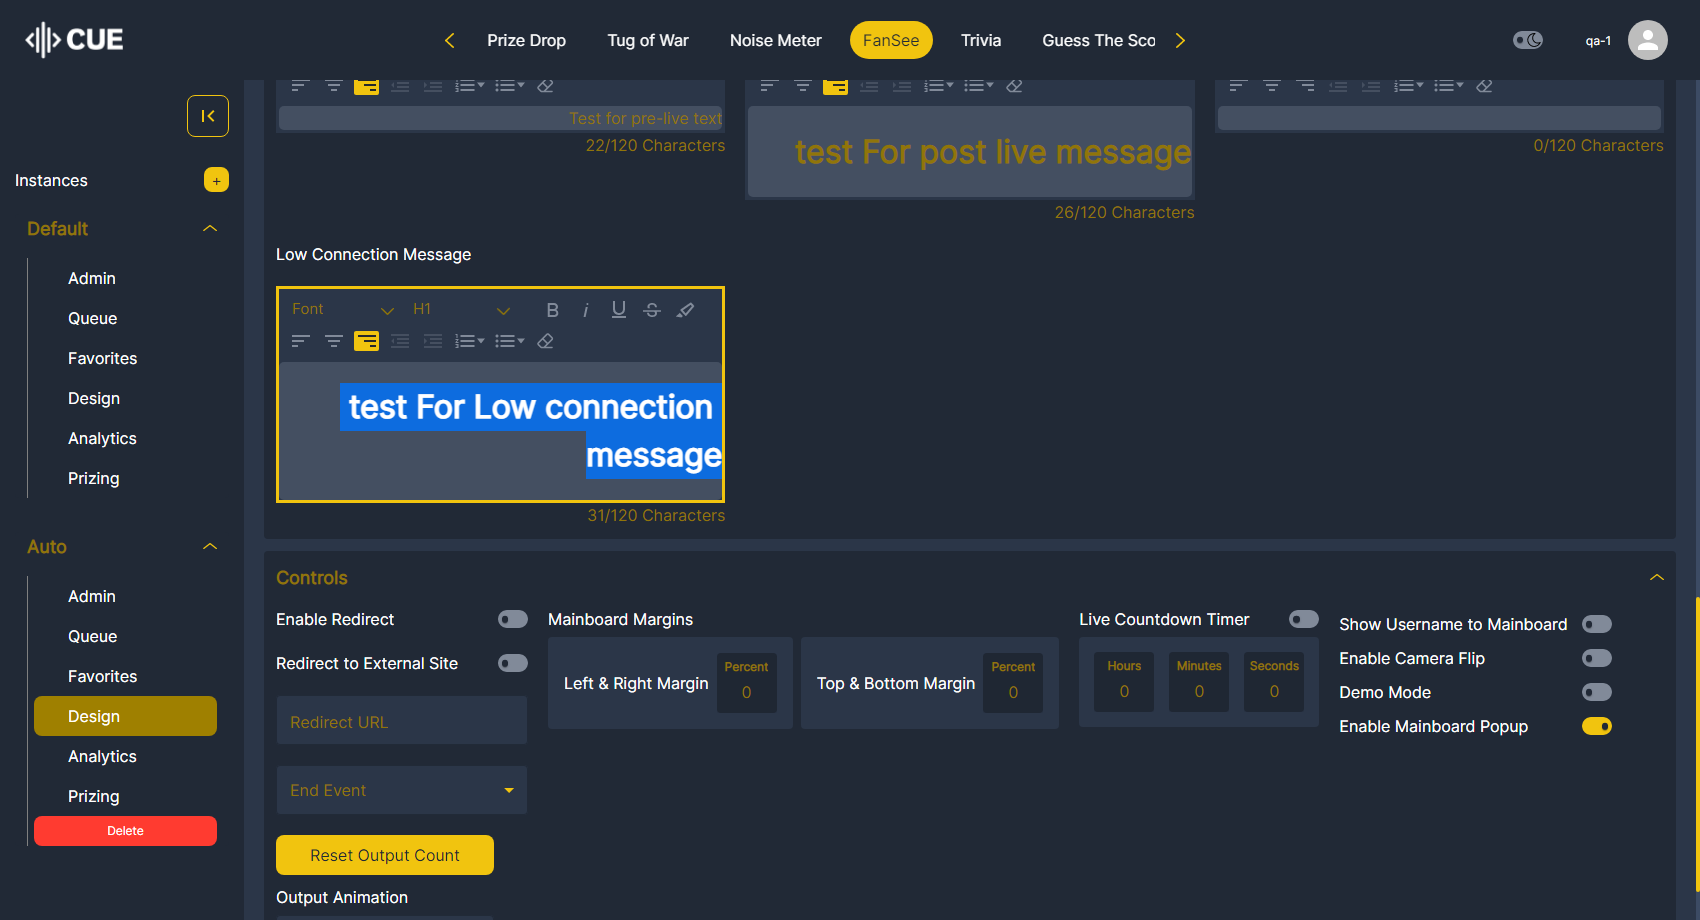 CUE
Prize Drop
Tug of War
Noise Meter
FanSee
Trivia
Guess The Sco
qa-1
Instances
+
Default
Admin
Queue
Favorites
Design
Analytics
Prizing
Auto
Admin
Queue
Favorites
Design
Analytics
Prizing
Delete
Test for pre-live text
22/120 Characters
test For post live message
26/120 Characters
0/120 Characters
Low Connection Message
Font
H1
B
i
U
S
test For Low connection
message
31/120 Characters
Controls
Enable Redirect
Redirect to External Site
Redirect URL
End Event
Reset Output Count
Output Animation
Mainboard Margins
Left & Right Margin
Percent
0
Top & Bottom Margin
Percent
0
Live Countdown Timer
Hours
0
Minutes
0
Seconds
0
Show Username to Mainboard
Enable Camera Flip
Demo Mode
Enable Mainboard Popup